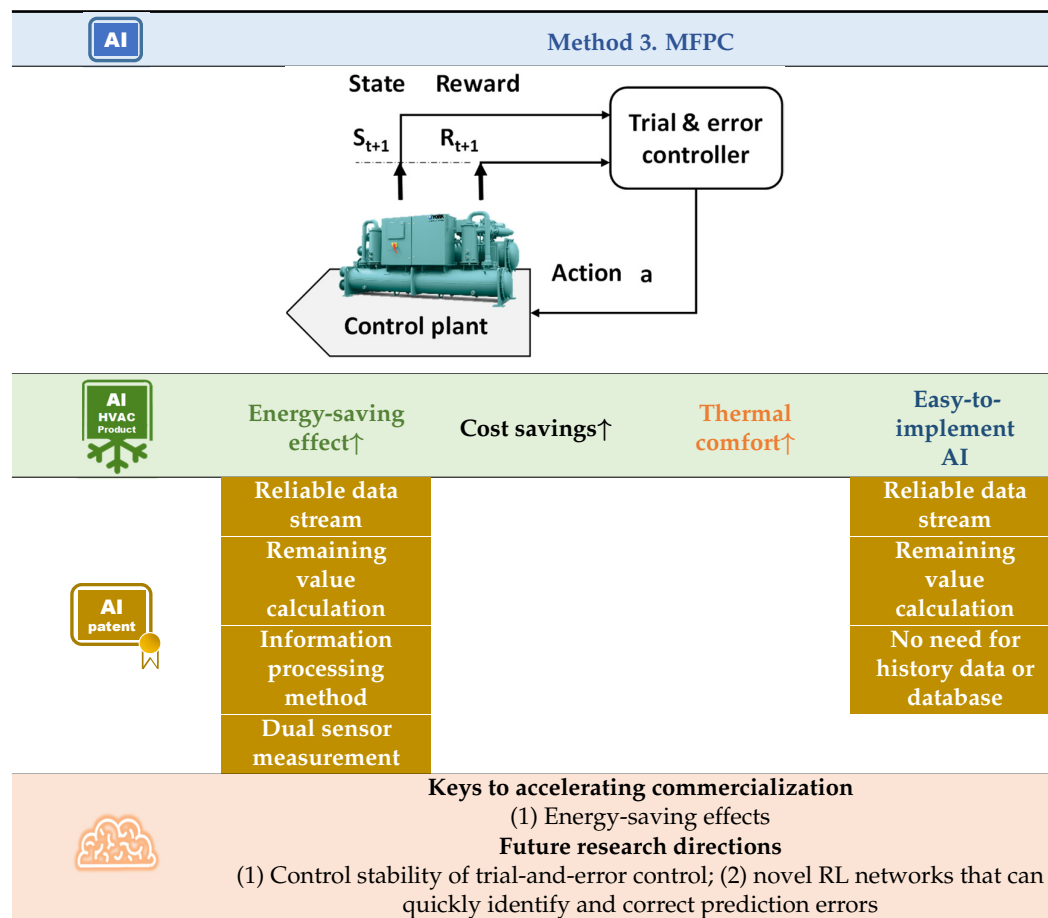 AI
Method 3. MFPC
State Reward
S_{t+1} R_{t+1}
Trial & error
controller
Action a
Control plant
AI
HVAC
Product
Energy-saving
effect↑
Cost savings↑
Thermal
comfort↑
Easy-to-
implement
AI
AI
patent
Reliable data
stream
Remaining
value
calculation
Information
processing
method
Dual sensor
measurement
Reliable data
stream
Remaining
value
calculation
No need for
history data or
database
Keys to accelerating commercialization
(1) Energy-saving effects
Future research directions
(1) Control stability of trial-and-error control; (2) novel RL networks that can
quickly identify and correct prediction errors